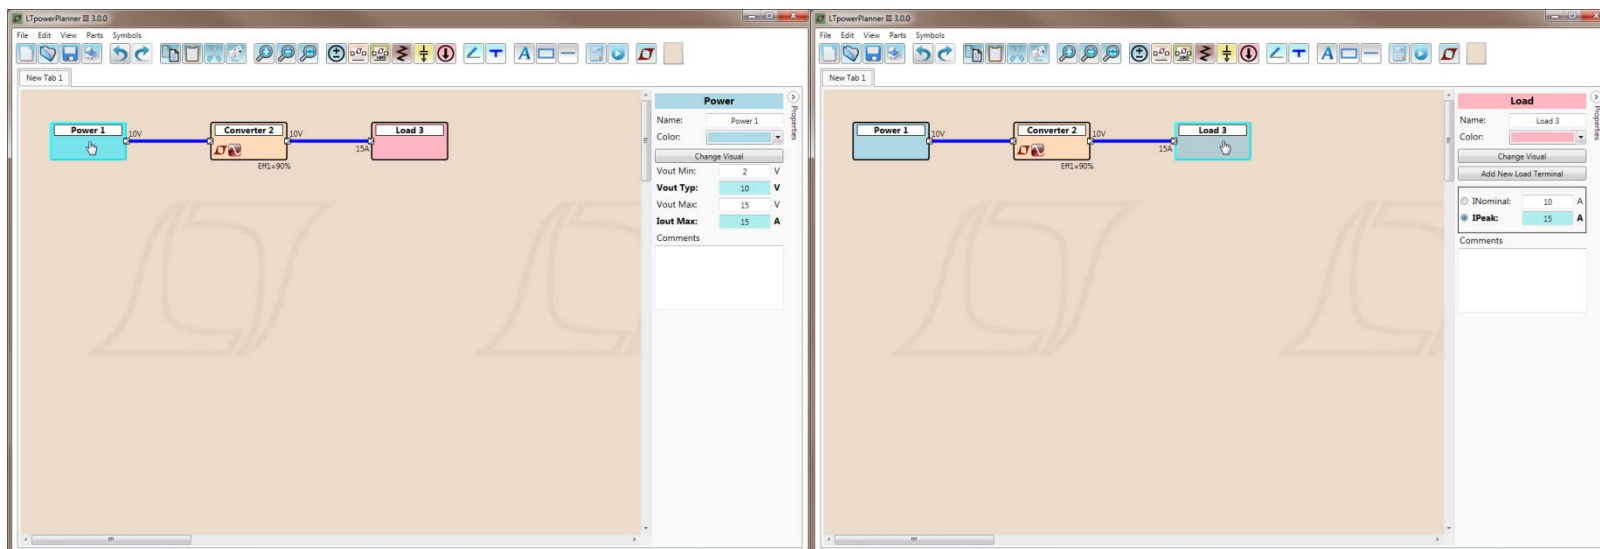 LTpowerPlanner III 3.0.0
File Edit View Parts Symbols
New Tab 1
Power 1
10V
Converter 2
10V
Load 3
15A
Eff1=90%
Power
Properties
Name: Power 1
Color:
Change Visual
Vout Min: 2 V
Vout Typ: 10 V
Vout Max: 15 V
Iout Max: 15 A
Comments
LTpowerPlanner III 3.0.0
File Edit View Parts Symbols
New Tab 1
Power 1
10V
Converter 2
10V
Load 3
15A
Eff1=90%
Load
Properties
Name: Load 3
Color:
Change Visual
Add New Load Terminal
INominal: 10 A
IPeak: 15 A
Comments